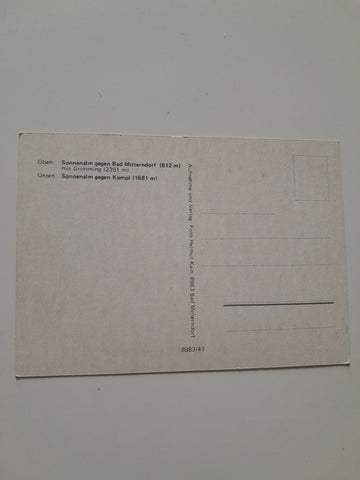 Oben: Sonnenalm gegen Bad Mitterndorf (812 m)
mit Grimming (2351 m)
Unten: Sonnenalm gegen Kampl (1681 m)
Aufnahme und Verlag Foto Helmut Kain, 8983 Bad Mitterndorf
8983/47